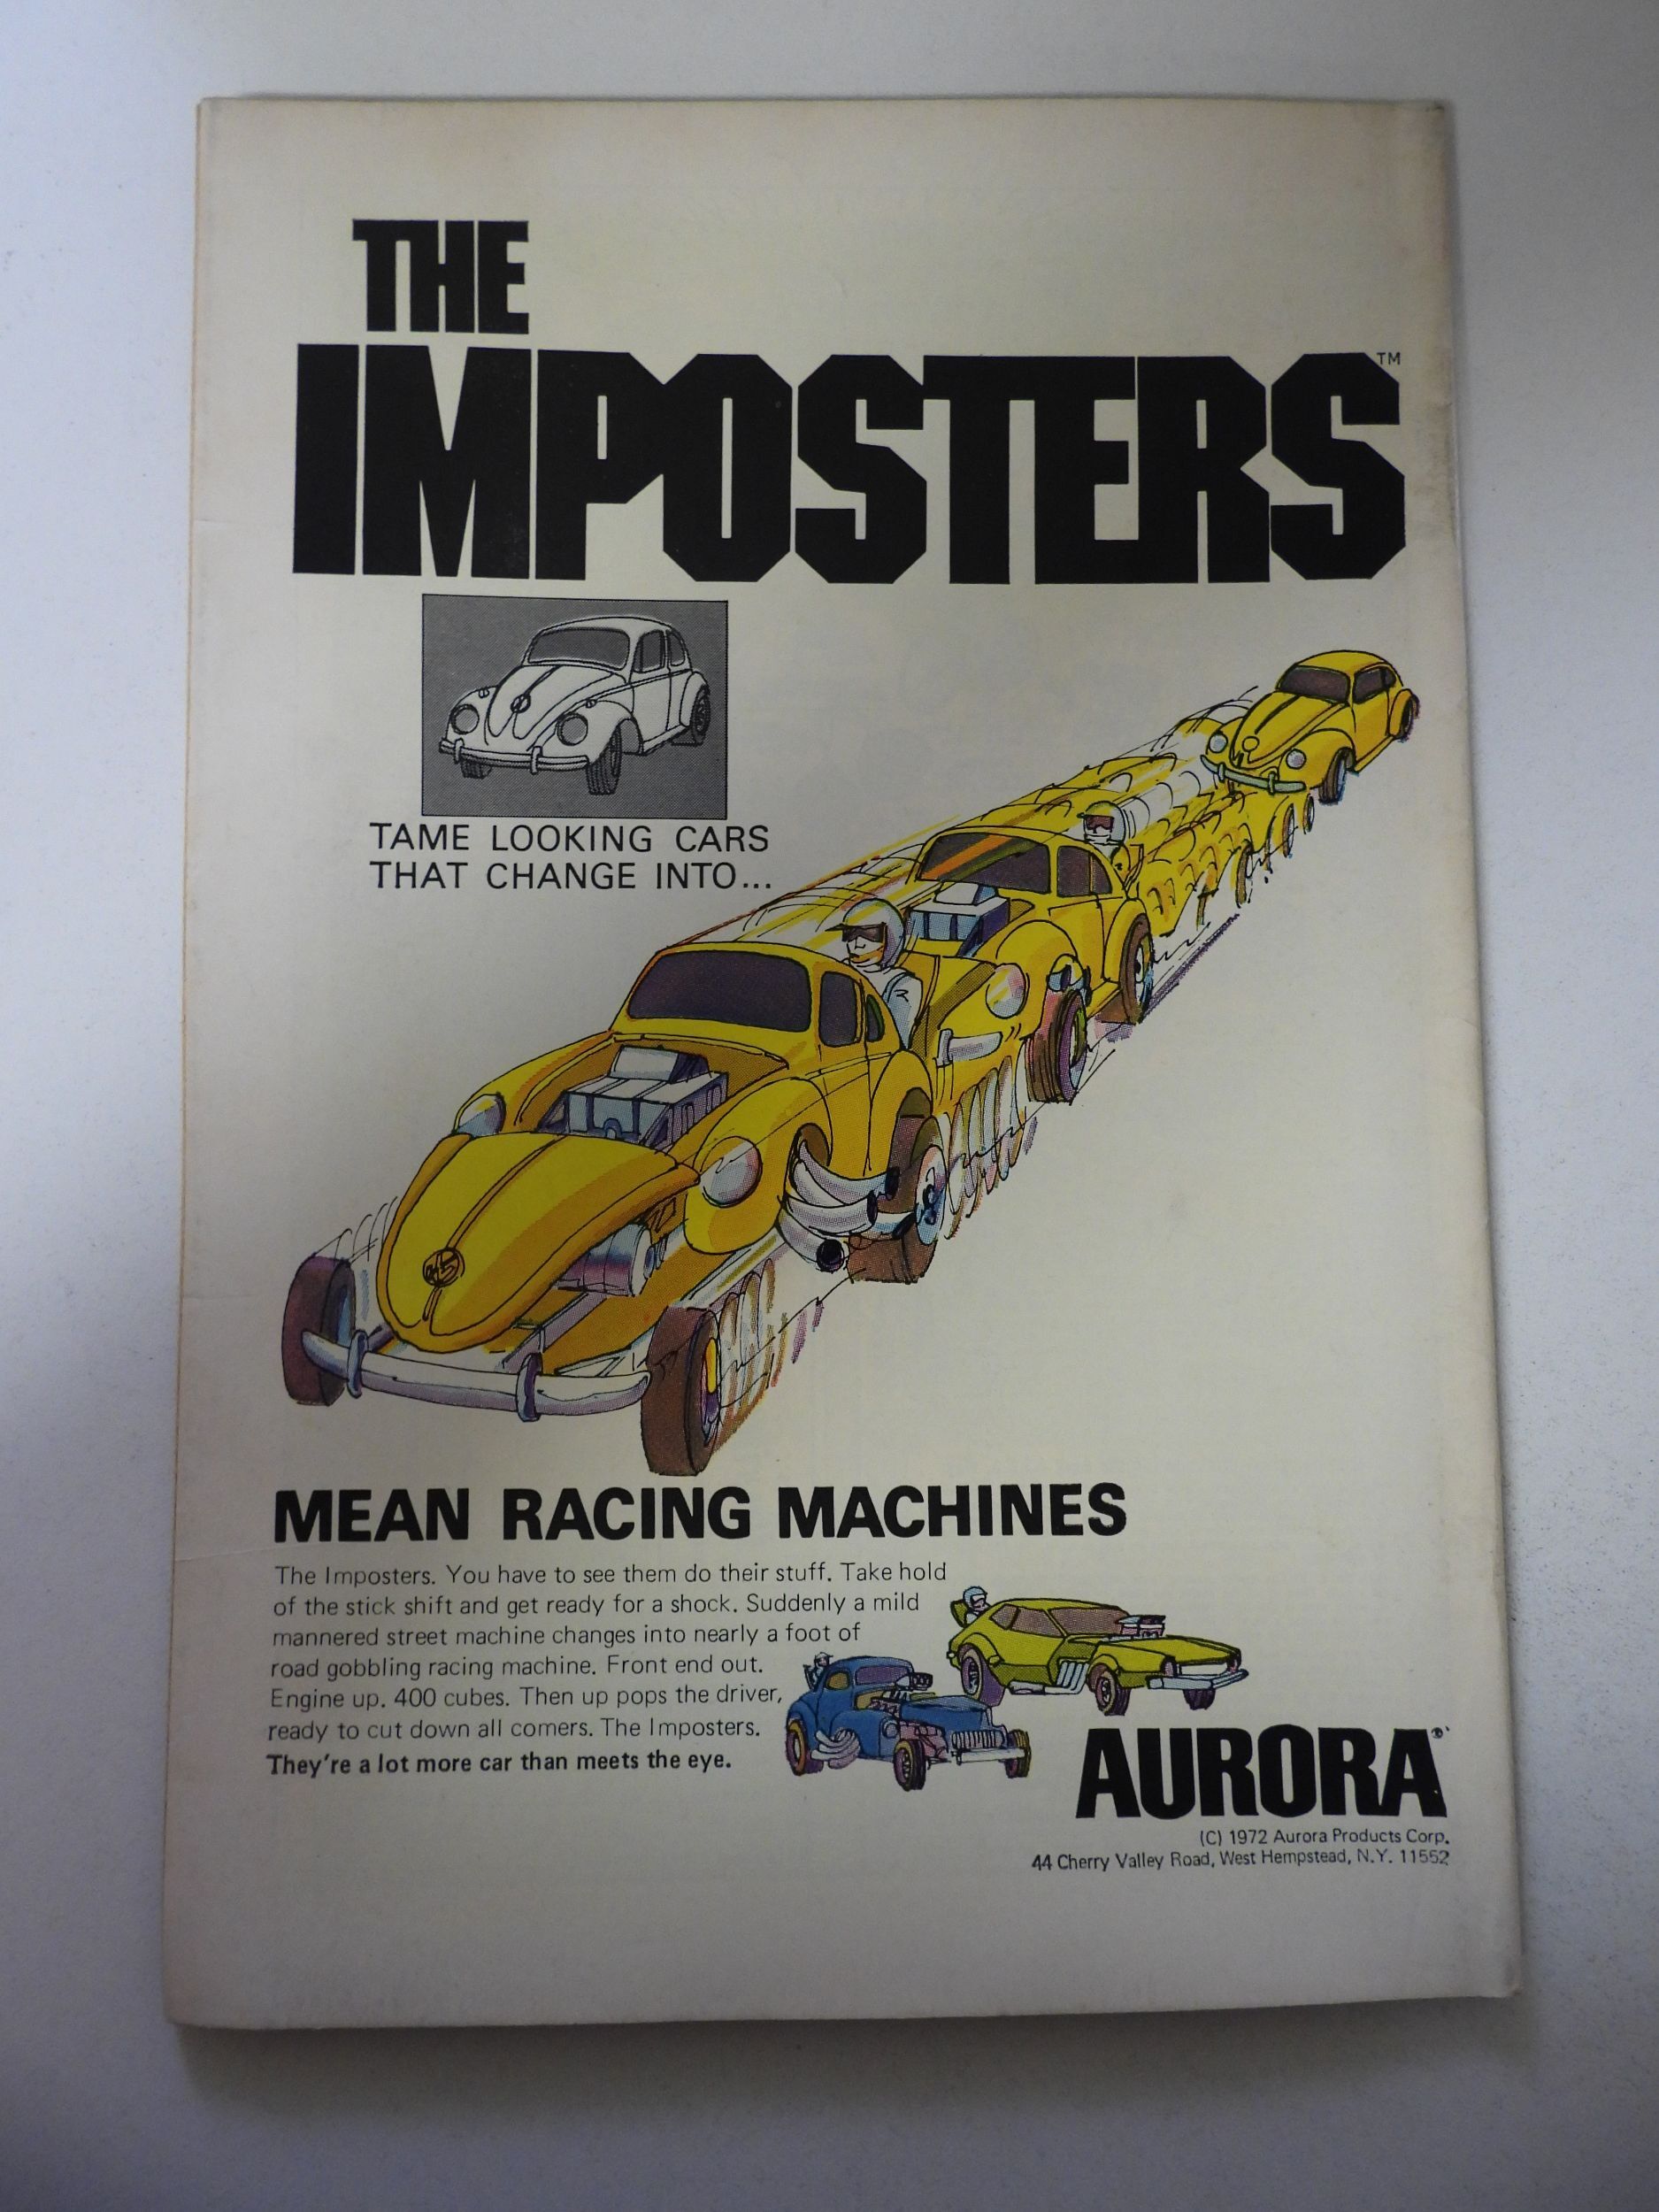 THE
IMPOSTERS™
TAME LOOKING CARS
THAT CHANGE INTO...
MEAN RACING MACHINES
The Imposters. You have to see them do their stuff. Take hold
of the stick shift and get ready for a shock. Suddenly a mild
mannered street machine changes into nearly a foot of
road gobbling racing machine. Front end out.
Engine up. 400 cubes. Then up pops the driver,
ready to cut down all comers. The Imposters.
They're a lot more car than meets the eye.
AURORA®
(C) 1972 Aurora Products Corp.
44 Cherry Valley Road, West Hempstead, N.Y. 11552